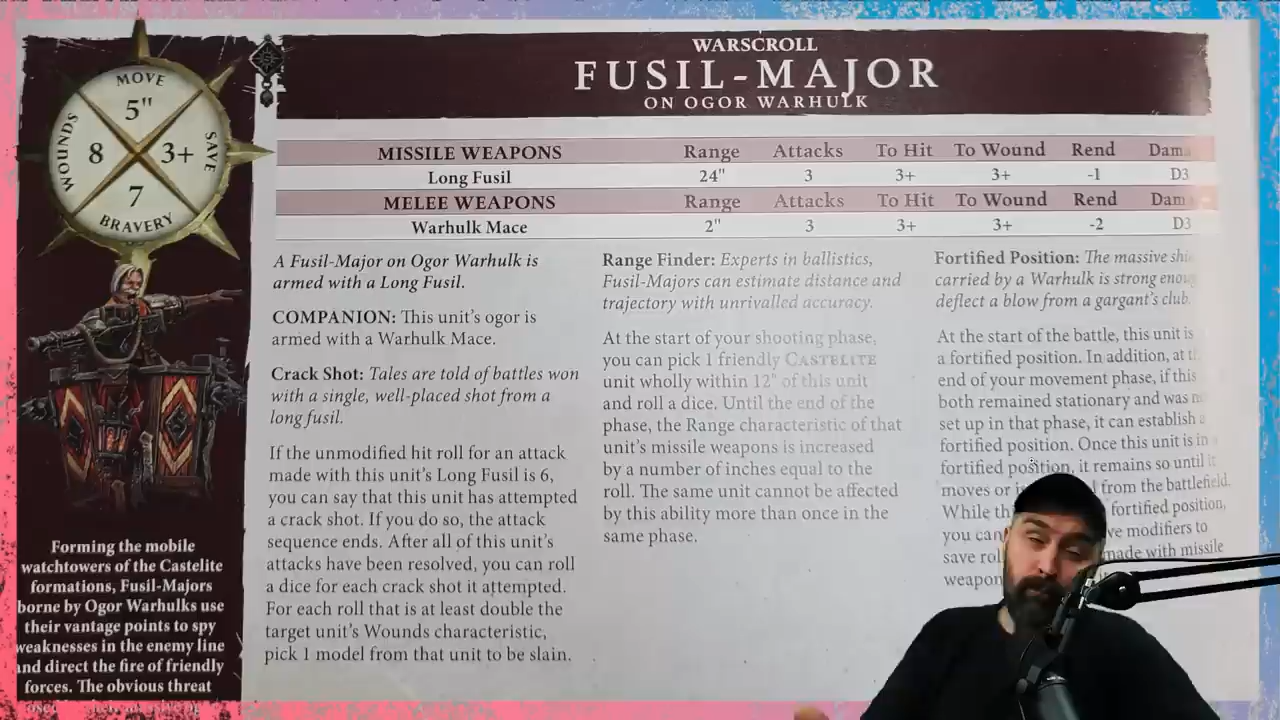 WARSCROLL
FUSIL-MAJOR
ON OGOR WARHULK
MOVE
5"
WOUNDS
8
3+
SAVE
7
BRAVERY
MISSILE WEAPONS Range Attacks To Hit To Wound Rend Dama
Long Fusil 24" 3 3+ 3+ -1 D3
MELEE WEAPONS Range Attacks To Hit To Wound Rend Dam
Warhulk Mace 2" 3 3+ 3+ -2 D3
A Fusil-Major on Ogor Warhulk is
armed with a Long Fusil.
COMPANION: This unit's ogor is
armed with a Warhulk Mace.
Crack Shot: Tales are told of battles won
with a single, well-placed shot from a
long fusil.
If the unmodified hit roll for an attack
made with this unit's Long Fusil is 6,
you can say that this unit has attempted
a crack shot. If you do so, the attack
sequence ends. After all of this unit's
attacks have been resolved, you can roll
a dice for each crack shot it attempted.
For each roll that is at least double the
target unit's Wounds characteristic,
pick 1 model from that unit to be slain.
Range Finder: Experts in ballistics,
Fusil-Majors can estimate distance and
trajectory with unrivalled accuracy.
At the start of your shooting phase,
you can pick 1 friendly CASTELITE
unit wholly within 12" of this unit
and roll a dice. Until the end of the
phase, the Range characteristic of that
unit's missile weapons is increased
by a number of inches equal to the
roll. The same unit cannot be affected
by this ability more than once in the
same phase.
Fortified Position: The massive shi
carried by a Warhulk is strong enoug
deflect a blow from a gargant's club.
At the start of the battle, this unit is
a fortified position. In addition, at t
end of your movement phase, if this
both remained stationary and was no
set up in that phase, it can establish a
fortified position. Once this unit is in
fortified position, it remains so until it
moves or from the battlefield.
While fortified position,
you can modifiers to
save made with missile
weapon
Forming the mobile
watchtowers of the Castelite
formations, Fusil-Majors
borne by Ogor Warhulks use
their vantage points to spy
weaknesses in the enemy line
and direct the fire of friendly
forces. The obvious threat